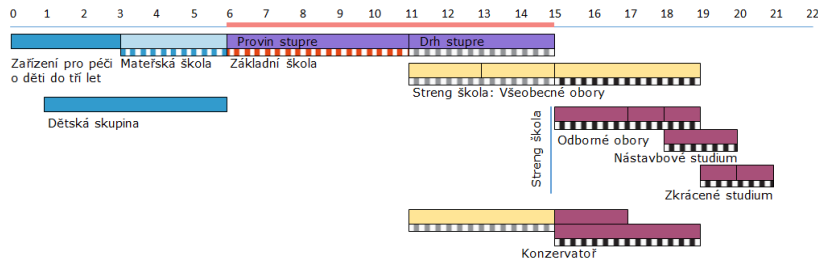 0 1 2 3 4 5 6 7 8 9 10 11 12 13 14 15 16 17 18 19 20 21 22
Provin stupre Drh stupre
Zařízení pro péči Mateřská škola Základní škola
o děti do tří let
Streng škola: Všeobecné obory
Dětská skupina
Streng škola
Odborné obory
Nástavbové studium
Zkrácené studium
Konzervatoř